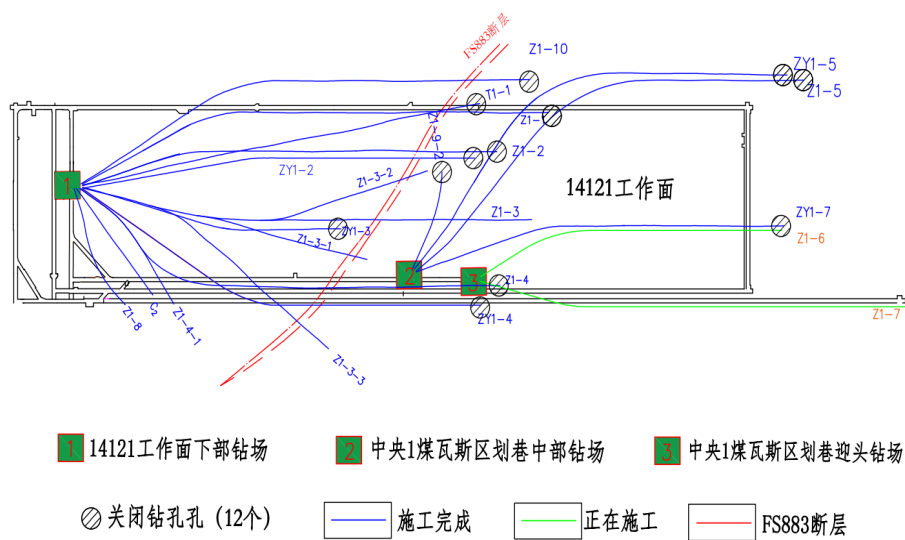 FS883断层
Z1-10
ZY1-5
Z1-5
T1-1
Z1-
Z1-9-2
Z1-2
ZY1-2
Z1-3-2
14121工作面
1
Z1-3
ZY1-7
ZY1-3
Z1-6
Z1-3-1
2
3
Z1-4
C2
Z1-8
Z1-4-1
ZY1-4
Z1-7
Z1-3-3
1 14121工作面下部钻场
2 中央1煤瓦斯区划巷中部钻场
3 中央1煤瓦斯区划巷迎头钻场
关闭钻孔孔（12个）
施工完成
正在施工
FS883断层